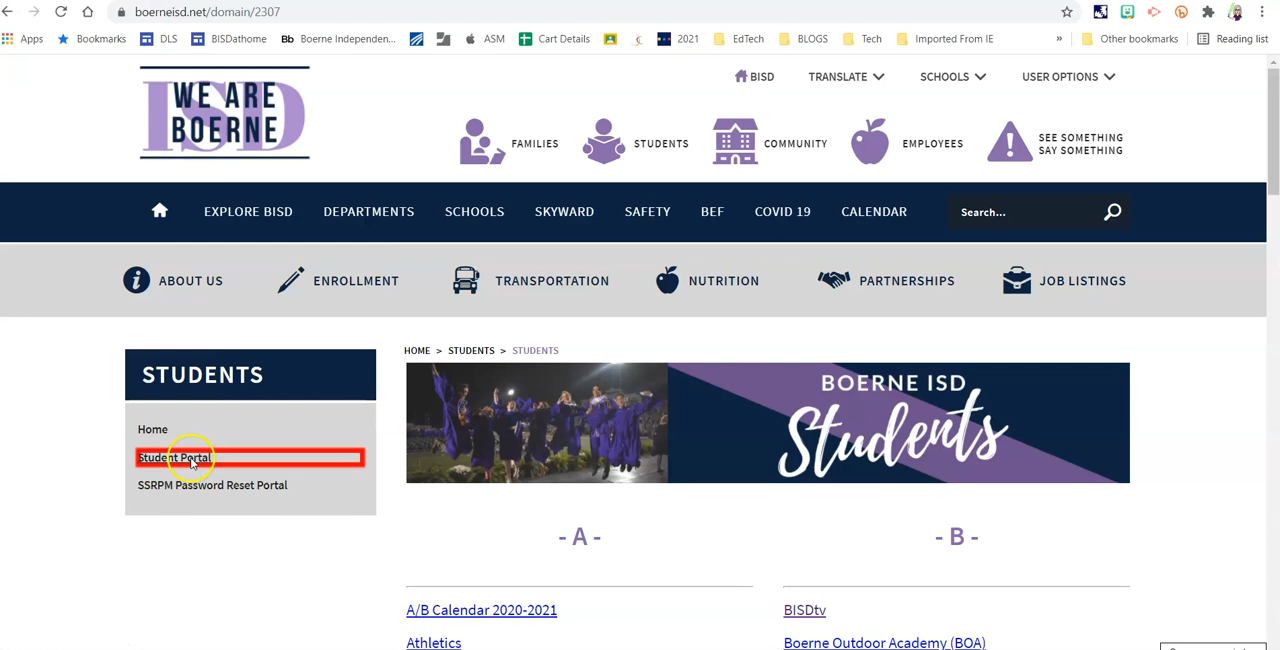 boerneisd.net/domain/2307
Apps Bookmarks DLS BISDathome Bb Boerne Independen... ASM Cart Details 2021 EdTech BLOGS Tech Imported From IE » Other bookmarks Reading list
BISD TRANSLATE SCHOOLS USER OPTIONS
ISD
WE ARE
BOERNE
FAMILIES STUDENTS COMMUNITY EMPLOYEES SEE SOMETHING
SAY SOMETHING
EXPLORE BISD DEPARTMENTS SCHOOLS SKYWARD SAFETY BEF COVID 19 CALENDAR Search...
ABOUT US ENROLLMENT TRANSPORTATION NUTRITION PARTNERSHIPS JOB LISTINGS
STUDENTS
Home
Student Portal
SSRPM Password Reset Portal
HOME > STUDENTS > STUDENTS
BOERNE ISD
Students
- A -
- B -
A/B Calendar 2020-2021
BISDtv
Athletics
Boerne Outdoor Academy (BOA)